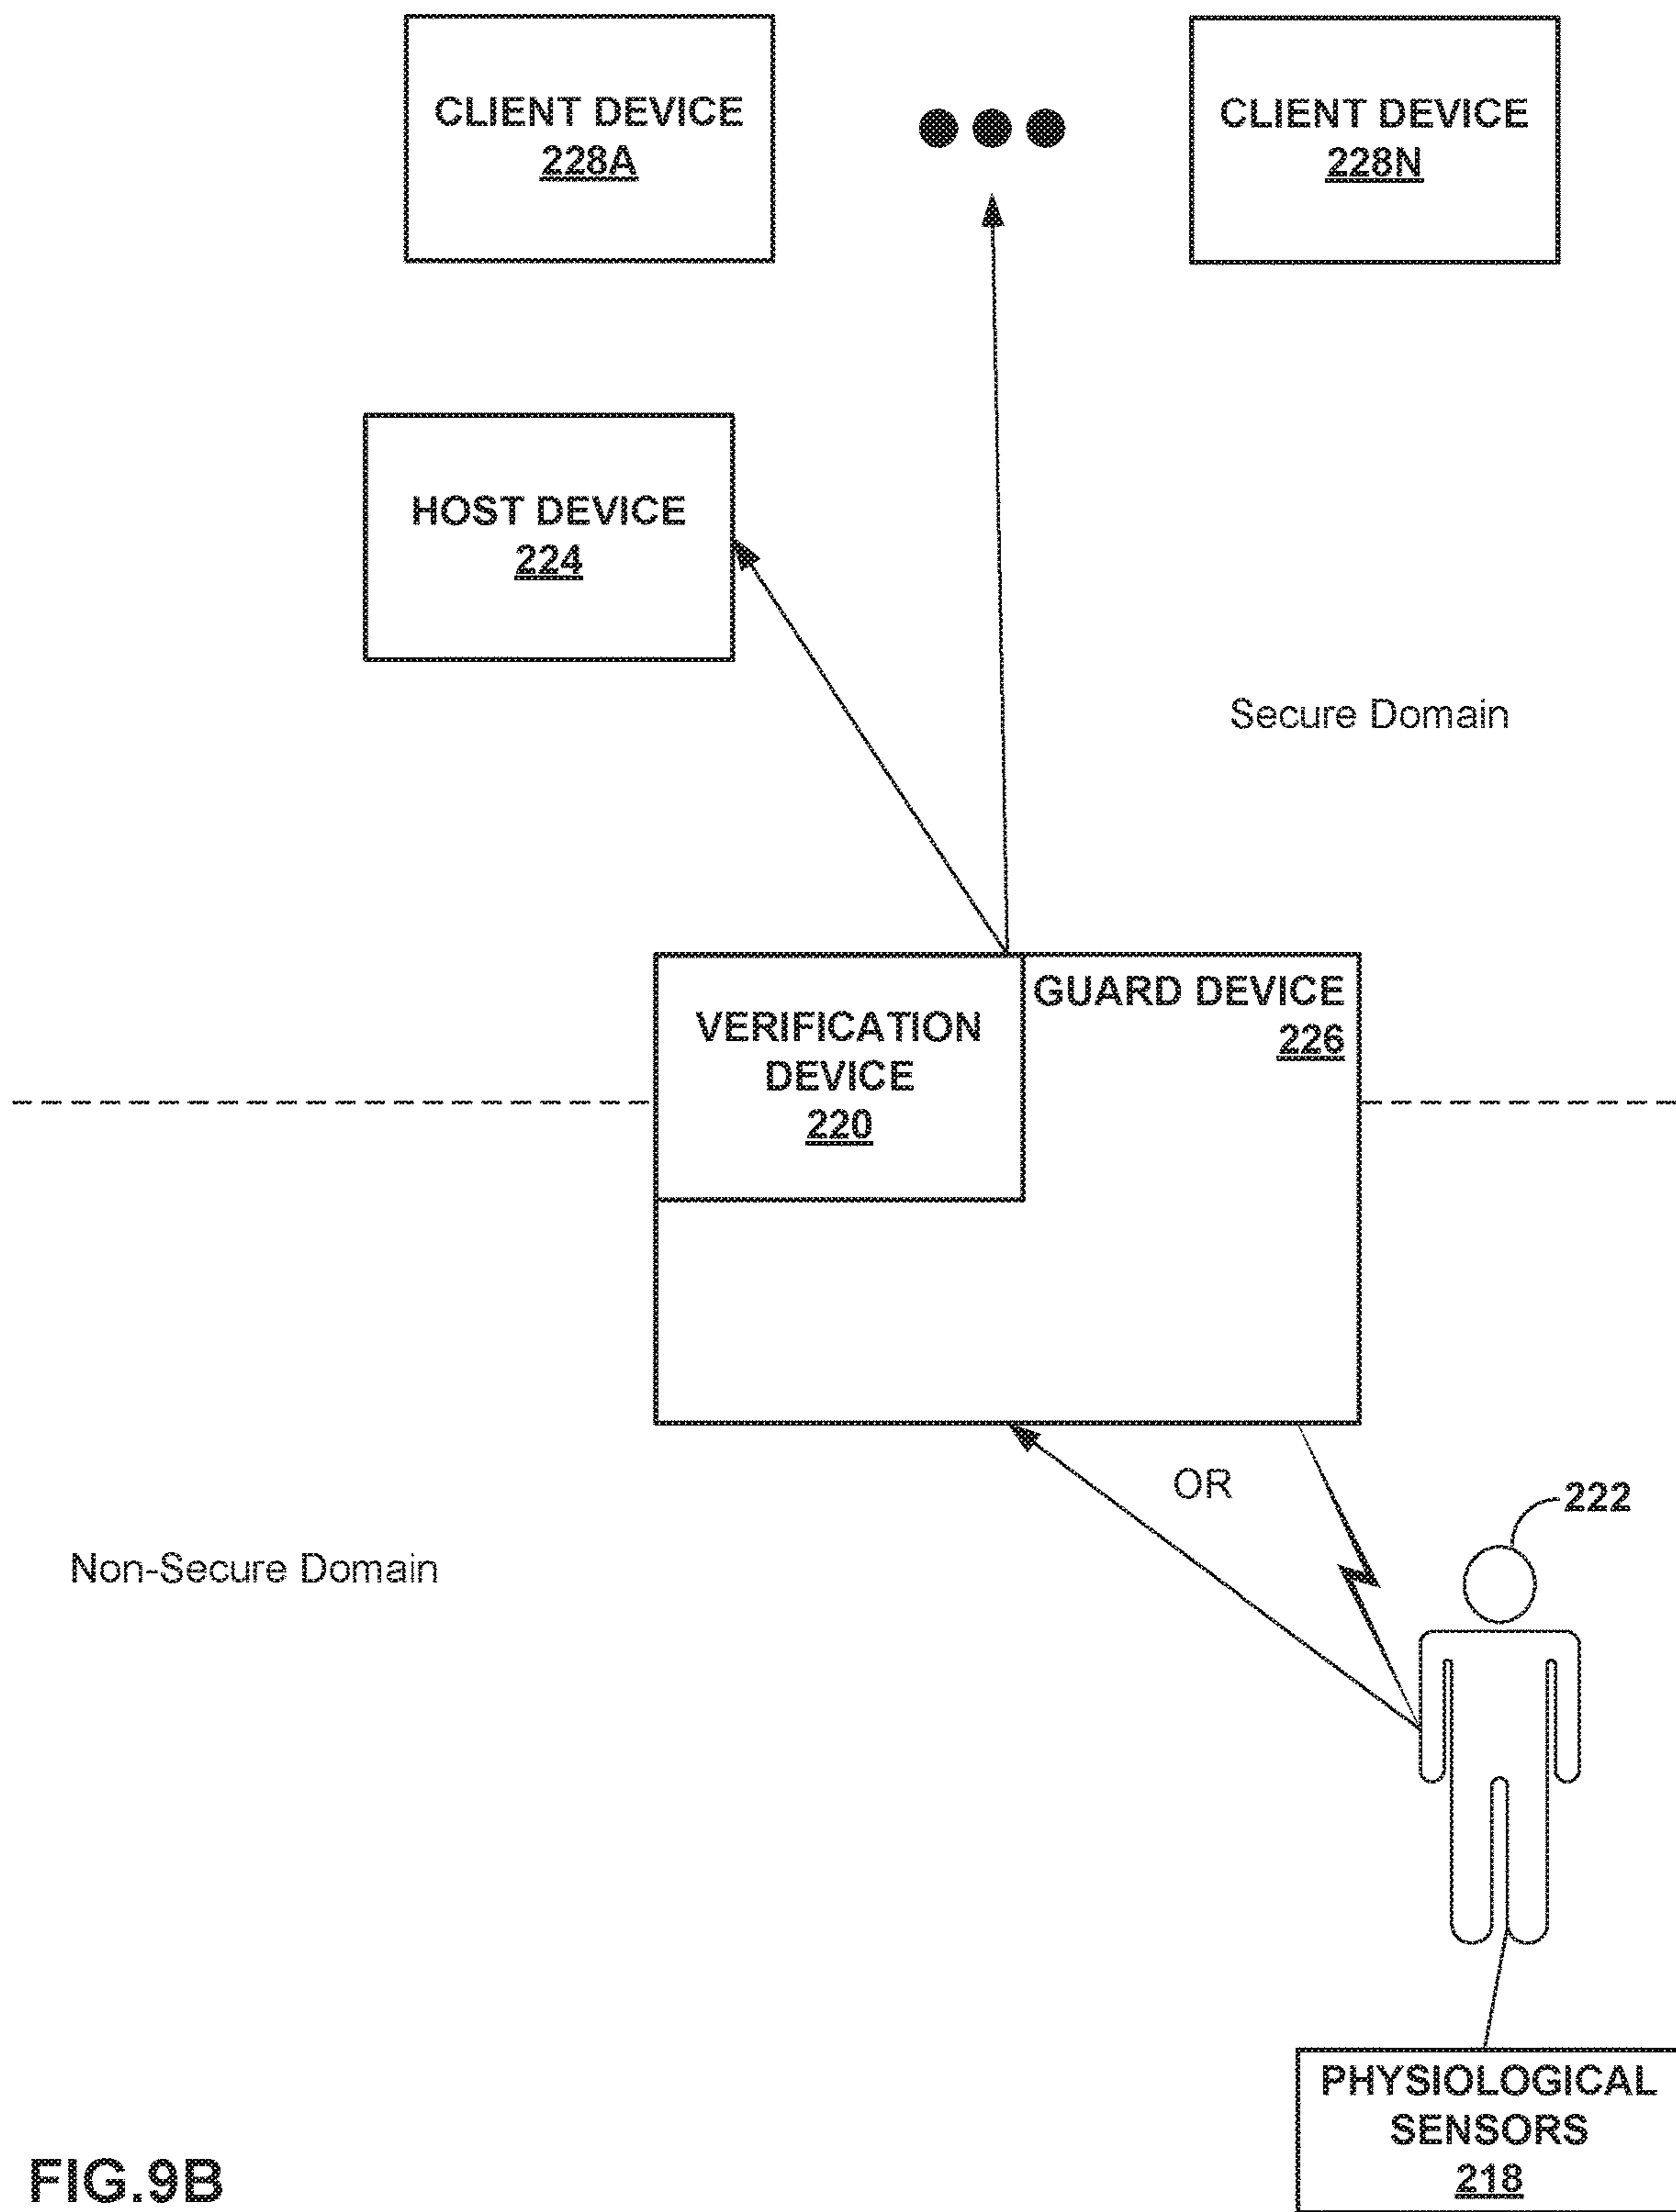 CLIENT DEVICE
228A
CLIENT DEVICE
228N
HOST DEVICE
224
Secure Domain
GUARD DEVICE
226
VERIFICATION
DEVICE
220
OR
222
Non-Secure Domain
PHYSIOLOGICAL
SENSORS
218
FIG.9B